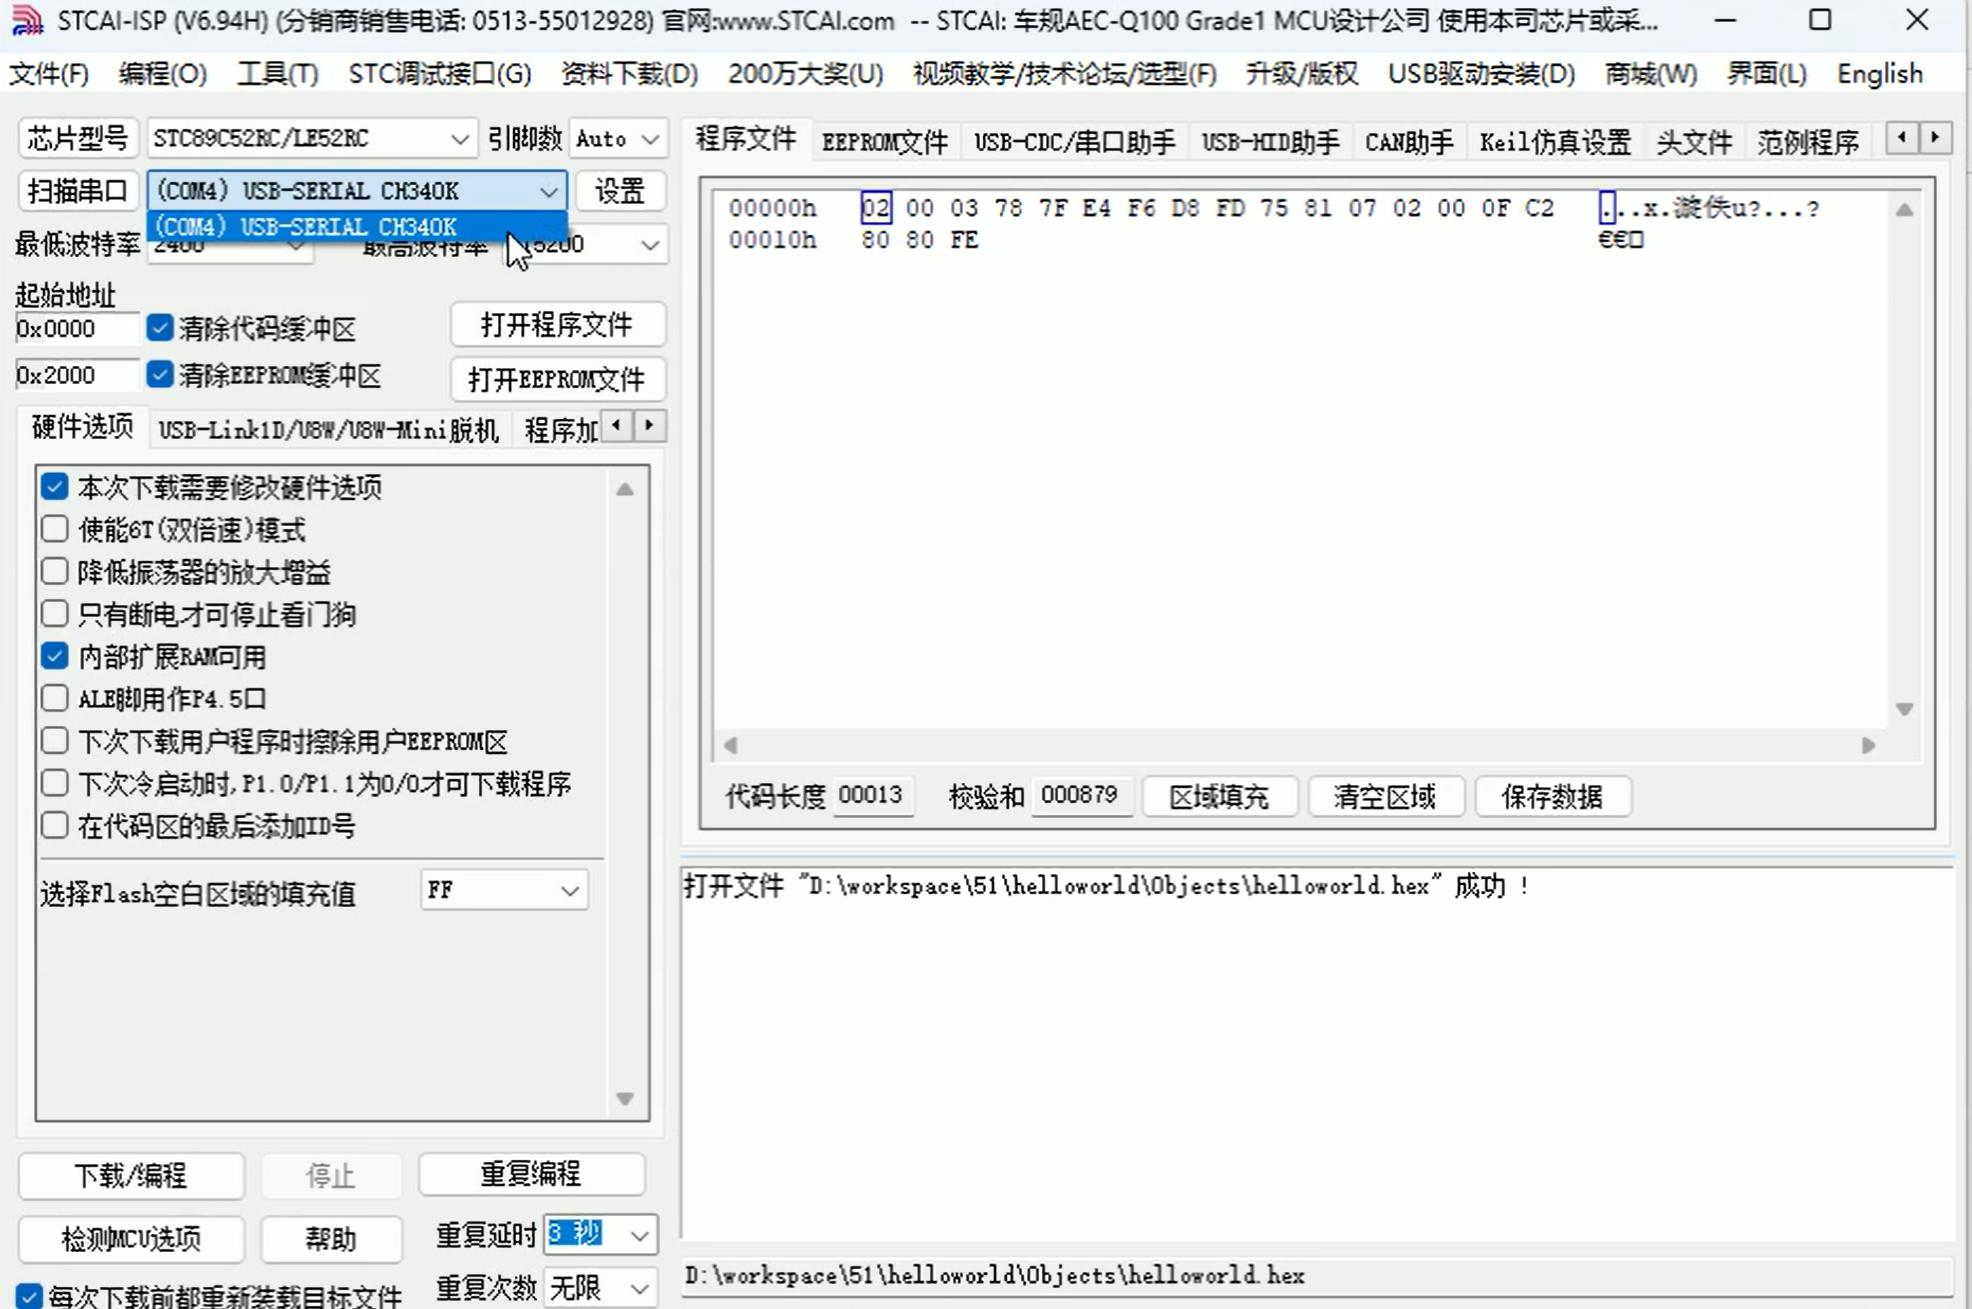 STCAI-ISP (V6.94H) (分销商销售电话: 0513-55012928) 官网:www.STCAI.com -- STCAI: 车规AEC-Q100 Grade1 MCU设计公司 使用本司芯片或采...
文件(F) 编程(O) 工具(T) STC调试接口(G) 资料下载(D) 200万大奖(U) 视频教学/技术论坛/选型(F) 升级/版权 USB驱动安装(D) 商城(W) 界面(L) English
芯片型号 STC89C52RC/LE52RC 引脚数 Auto
扫描串口 (COM4) USB-SERIAL CH340K 设置
(COM4) USB-SERIAL CH340K
最低波特率 2400 最高波特率 15200
起始地址
0x0000 清除代码缓冲区 打开程序文件
0x2000 清除EEPROM缓冲区 打开EEPROM文件
硬件选项 USB-Link1D/U8W/U8W-Mini脱机 程序加
本次下载需要修改硬件选项
使能6T(双倍速)模式
降低振荡器的放大增益
只有断电才可停止看门狗
内部扩展RAM可用
ALE脚用作P4.5口
下次下载用户程序时擦除用户EEPROM区
下次冷启动时,P1.0/P1.1为0/0才可下载程序
在代码区的最后添加ID号
选择Flash空白区域的填充值 FF
下载/编程 停止 重复编程
检测MCU选项 帮助 重复延时 3 秒
每次下载前都重新装载目标文件 重复次数 无限
程序文件 EEPROM文件 USB-CDC/串口助手 USB-HID助手 CAN助手 Keil仿真设置 头文件 范例程序
00000h 02 00 03 78 7F E4 F6 D8 FD 75 81 07 02 00 0F C2 ...x.漩佚u?...?
00010h 80 80 FE €€□
代码长度 00013 校验和 000879 区域填充 清空区域 保存数据
打开文件 "D:\workspace\51\helloworld\Objects\helloworld.hex" 成功 !
D:\workspace\51\helloworld\Objects\helloworld.hex